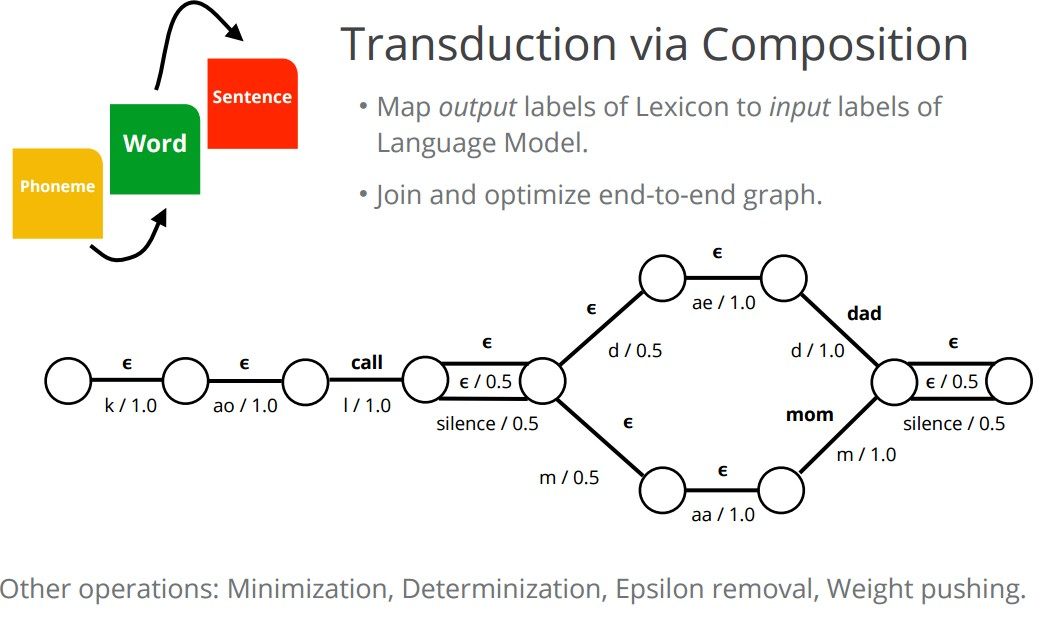 Transduction via Composition
Sentence
• Map output labels of Lexicon to input labels of
Language Model.
Word
Phoneme
• Join and optimize end-to-end graph.
ϵ
ae / 1.0
ϵ
d / 0.5
dad
d / 1.0
ϵ
k / 1.0
ϵ
ao / 1.0
call
l / 1.0
ϵ
ϵ / 0.5
silence / 0.5
ϵ
ϵ / 0.5
silence / 0.5
ϵ
m / 0.5
mom
m / 1.0
ϵ
aa / 1.0
Other operations: Minimization, Determinization, Epsilon removal, Weight pushing.